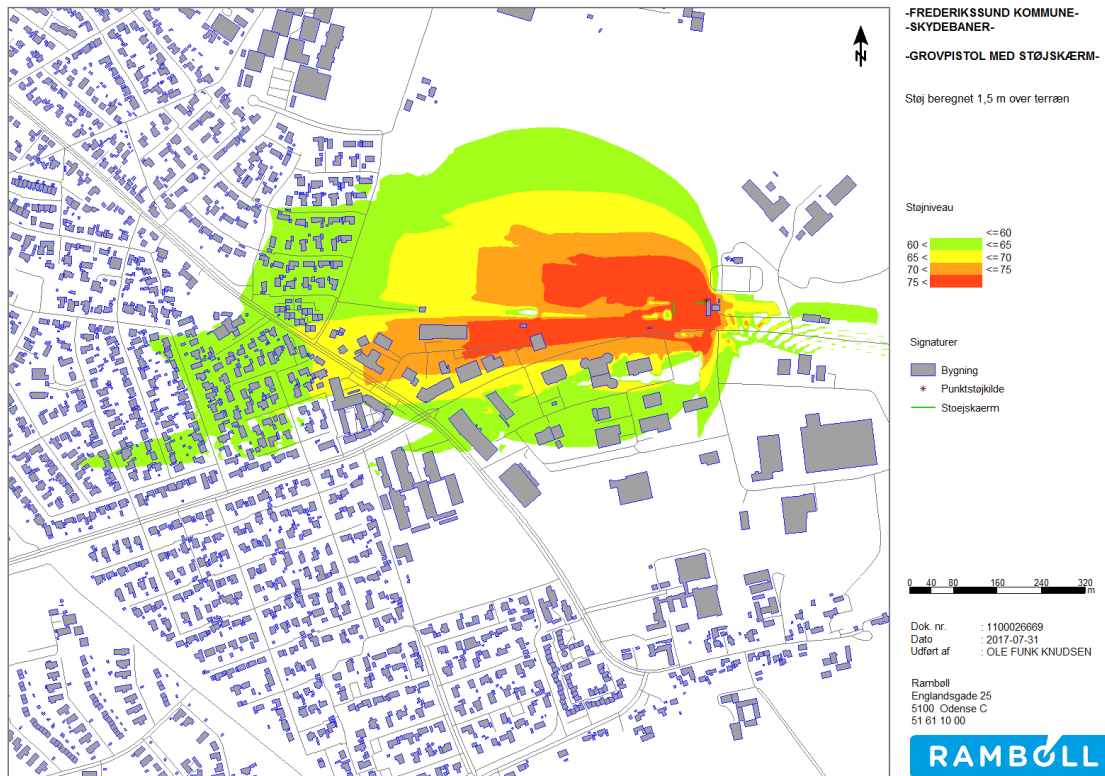 -FREDERIKSSUND KOMMUNE-
-SKYDEBANER-
-GROVPISTOL MED STØJSKÆRM-
Støj beregnet 1,5 m over terræn
N
Støjniveau
<=60
60 < <=65
65 < <=70
70 < <=75
75 <
Signaturer
Bygning
Punktstøjkilde
Stoejskaerm
0 40 80 160 240 320
m
Dok. nr. : 1100026669
Dato : 2017-07-31
Udført af : OLE FUNK KNUDSEN
Rambøll
Englandsgade 25
5100 Odense C
51 61 10 00
RAMBOLL